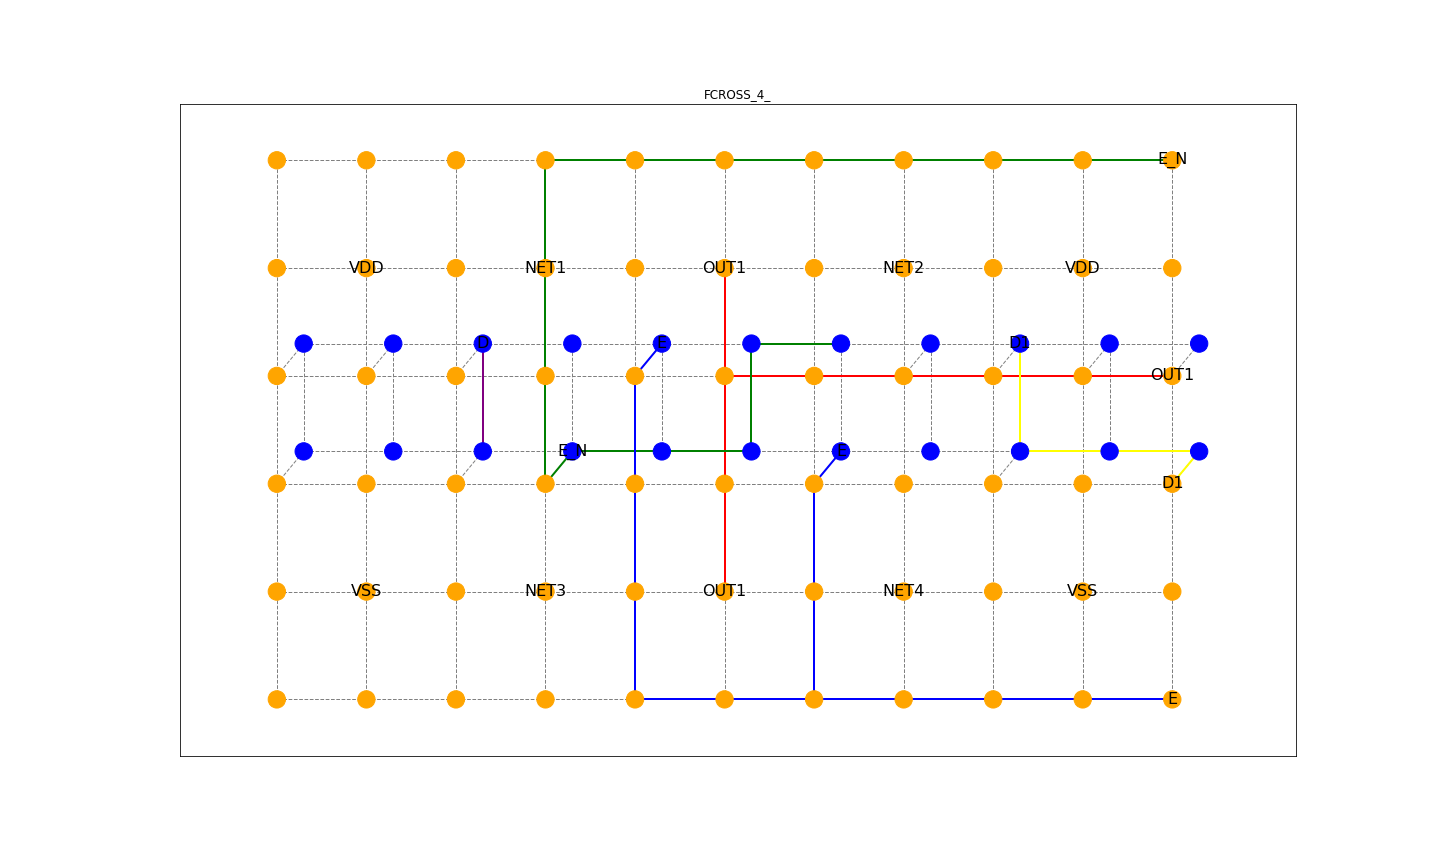 FCROSS_4_
E_N
VDD NET1 OUT1 NET2 VDD
D E D1
OUT1
E_N E
D1
VSS NET3 OUT1 NET4 VSS
E